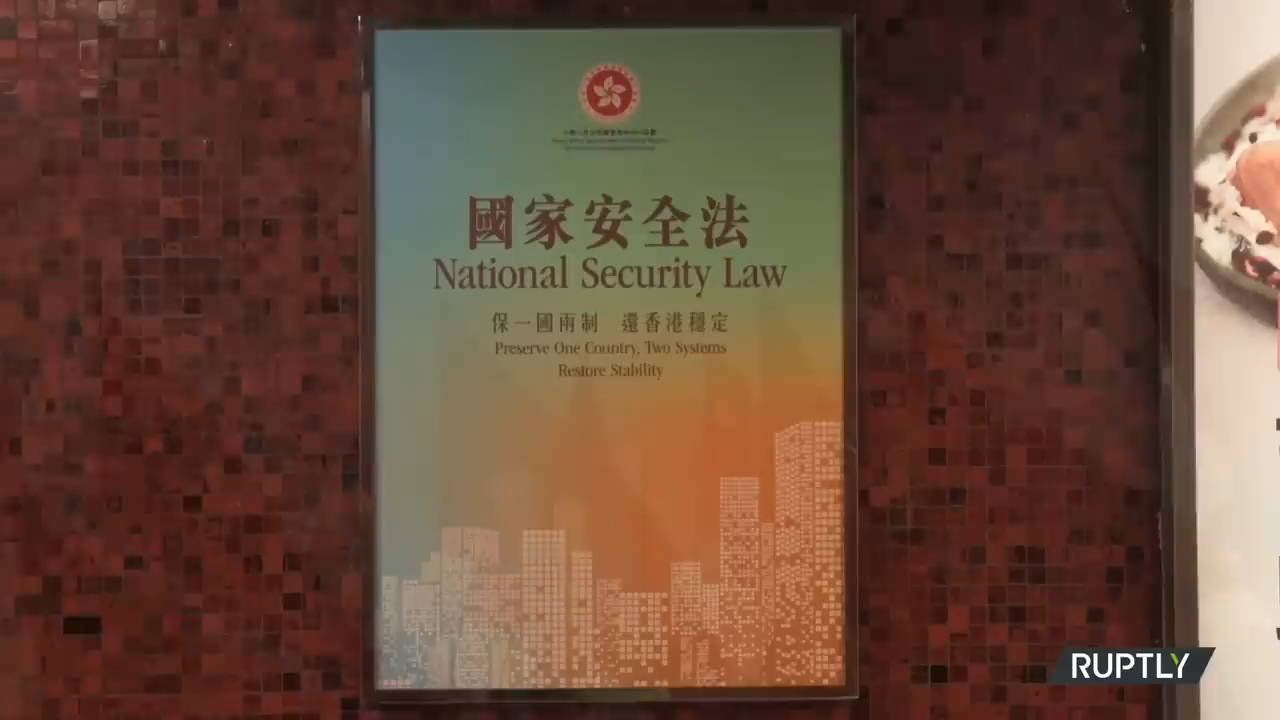 國家安全法
National Security Law
保一國兩制 還香港穩定
Preserve One Country, Two Systems
Restore Stability
RUPTLY